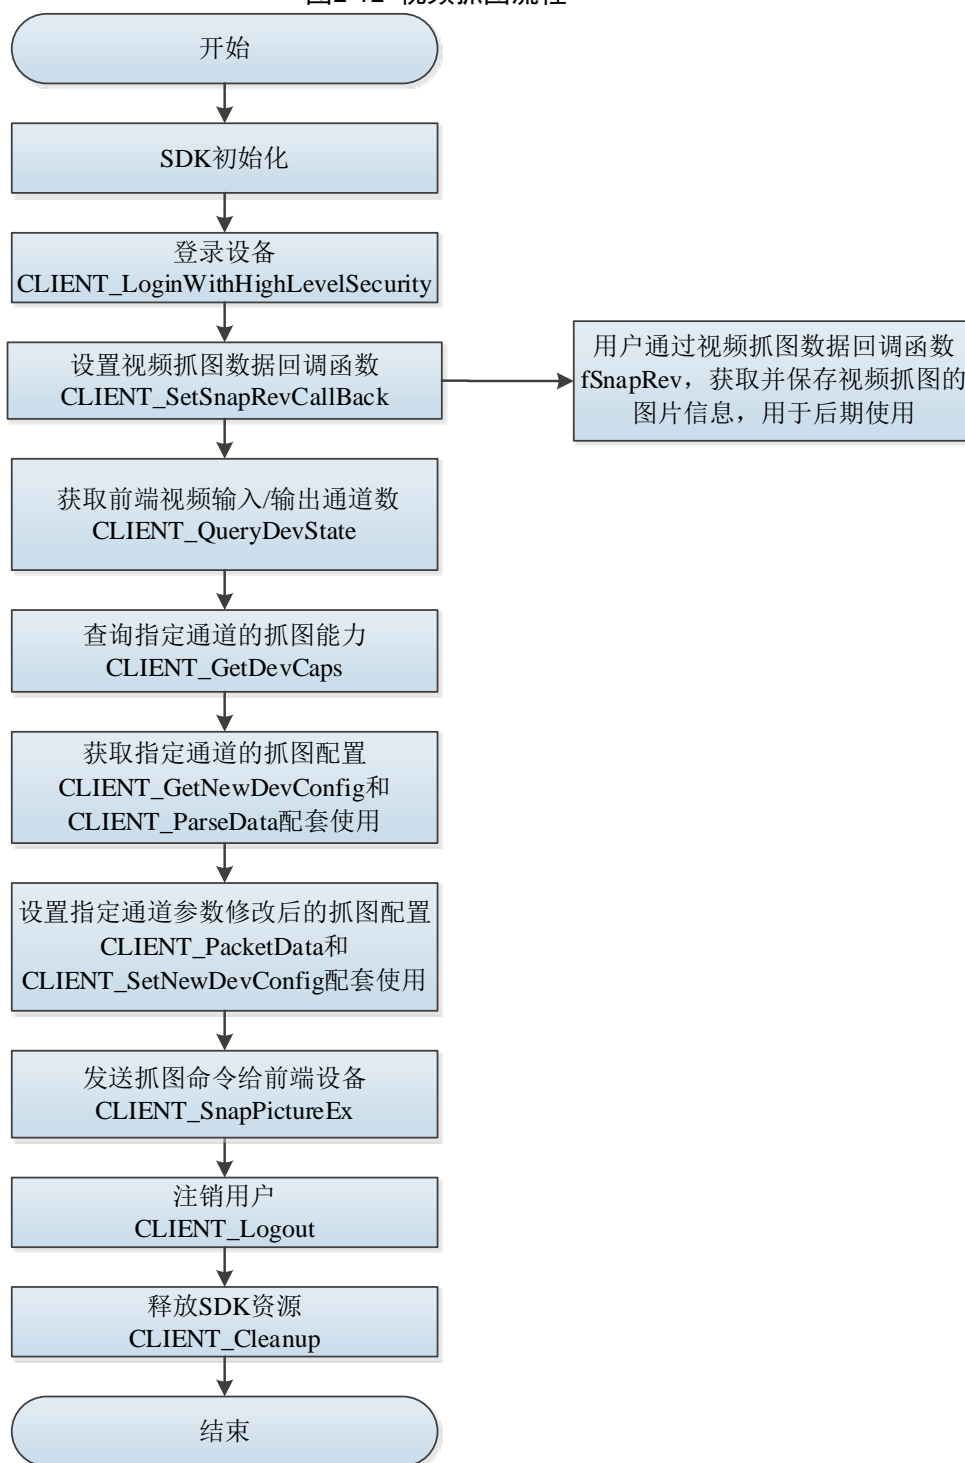 开始
SDK初始化
登录设备
CLIENT_LoginWithHighLevelSecurity
设置视频抓图数据回调函数
CLIENT_SetSnapRevCallBack
用户通过视频抓图数据回调函数
fSnapRev，获取并保存视频抓图的
图片信息，用于后期使用
获取前端视频输入/输出通道数
CLIENT_QueryDevState
查询指定通道的抓图能力
CLIENT_GetDevCaps
获取指定通道的抓图配置
CLIENT_GetNewDevConfig和
CLIENT_ParseData配套使用
设置指定通道参数修改后的抓图配置
CLIENT_PacketData和
CLIENT_SetNewDevConfig配套使用
发送抓图命令给前端设备
CLIENT_SnapPictureEx
注销用户
CLIENT_Logout
释放SDK资源
CLIENT_Cleanup
结束